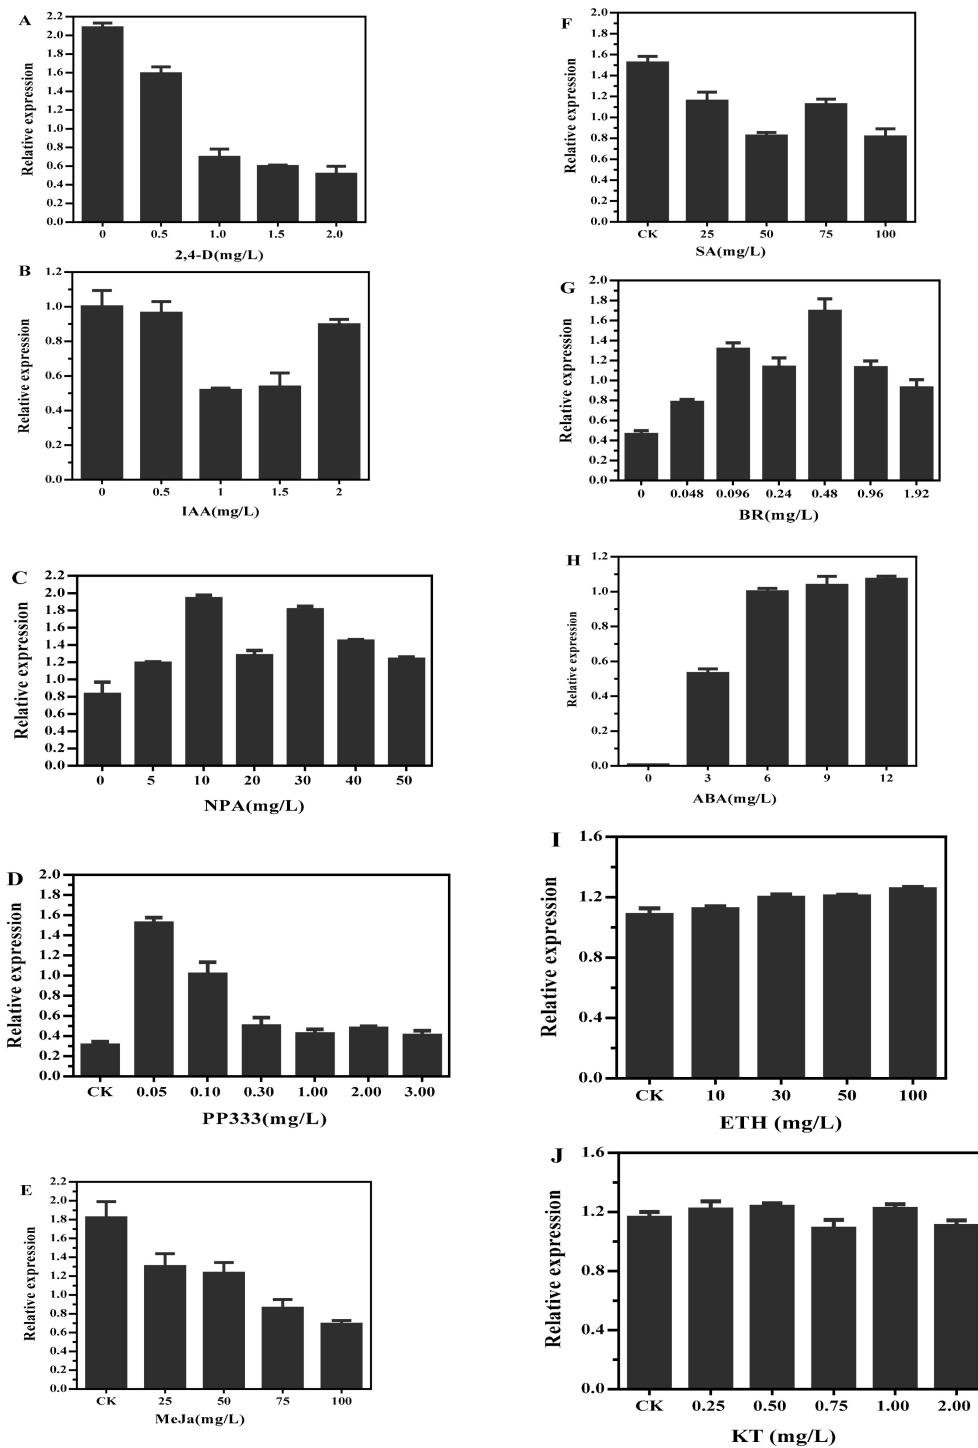 A
Relative expression
2.2
2.0
1.8
1.6
1.4
1.2
1.0
0.8
0.6
0.4
0.2
0.0
0 0.5 1.0 1.5 2.0
2,4-D(mg/L)
B
Relative expression
1.2
1.0
0.8
0.6
0.4
0.2
0.0
0 0.5 1 1.5 2
IAA(mg/L)
C
Relative expression
2.2
2.0
1.8
1.6
1.4
1.2
1.0
0.8
0.6
0.4
0.2
0.0
0 5 10 20 30 40 50
NPA(mg/L)
D
Relative expression
2.0
1.8
1.6
1.4
1.2
1.0
0.8
0.6
0.4
0.2
0.0
CK 0.05 0.10 0.30 1.00 2.00 3.00
PP333(mg/L)
E
Relative expression
2.2
2.0
1.8
1.6
1.4
1.2
1.0
0.8
0.6
0.4
0.2
0.0
CK 25 50 75 100
MeJa(mg/L)
F
Relative expression
2.0
1.8
1.6
1.4
1.2
1.0
0.8
0.6
0.4
0.2
0.0
CK 25 50 75 100
SA(mg/L)
G
Relative expression
2.0
1.8
1.6
1.4
1.2
1.0
0.8
0.6
0.4
0.2
0.0
0 0.048 0.096 0.24 0.48 0.96 1.92
BR(mg/L)
H
Relative expression
1.2
1.0
0.8
0.6
0.4
0.2
0.0
0 3 6 9 12
ABA(mg/L)
I
Relative expression
1.6
1.2
0.8
0.4
0.0
CK 10 30 50 100
ETH (mg/L)
J
Relative expression
1.6
1.2
0.8
0.4
0.0
CK 0.25 0.50 0.75 1.00 2.00
KT (mg/L)